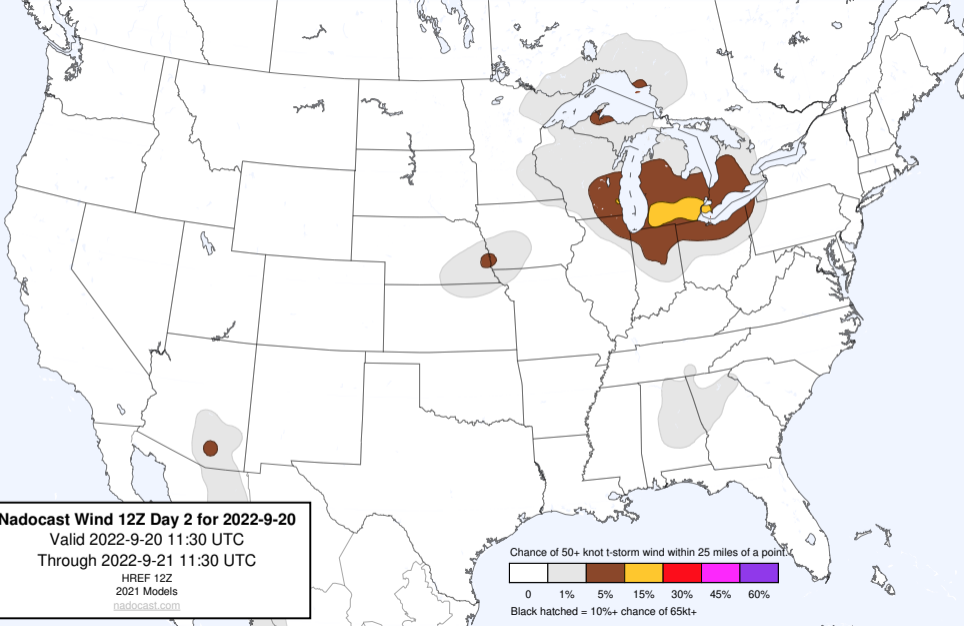 Nadocast Wind 12Z Day 2 for 2022-9-20
Valid 2022-9-20 11:30 UTC
Through 2022-9-21 11:30 UTC
HREF 12Z
2021 Models
nadocast.com
Chance of 50+ knot t-storm wind within 25 miles of a point.
0 1% 5% 15% 30% 45% 60%
Black hatched = 10%+ chance of 65kt+